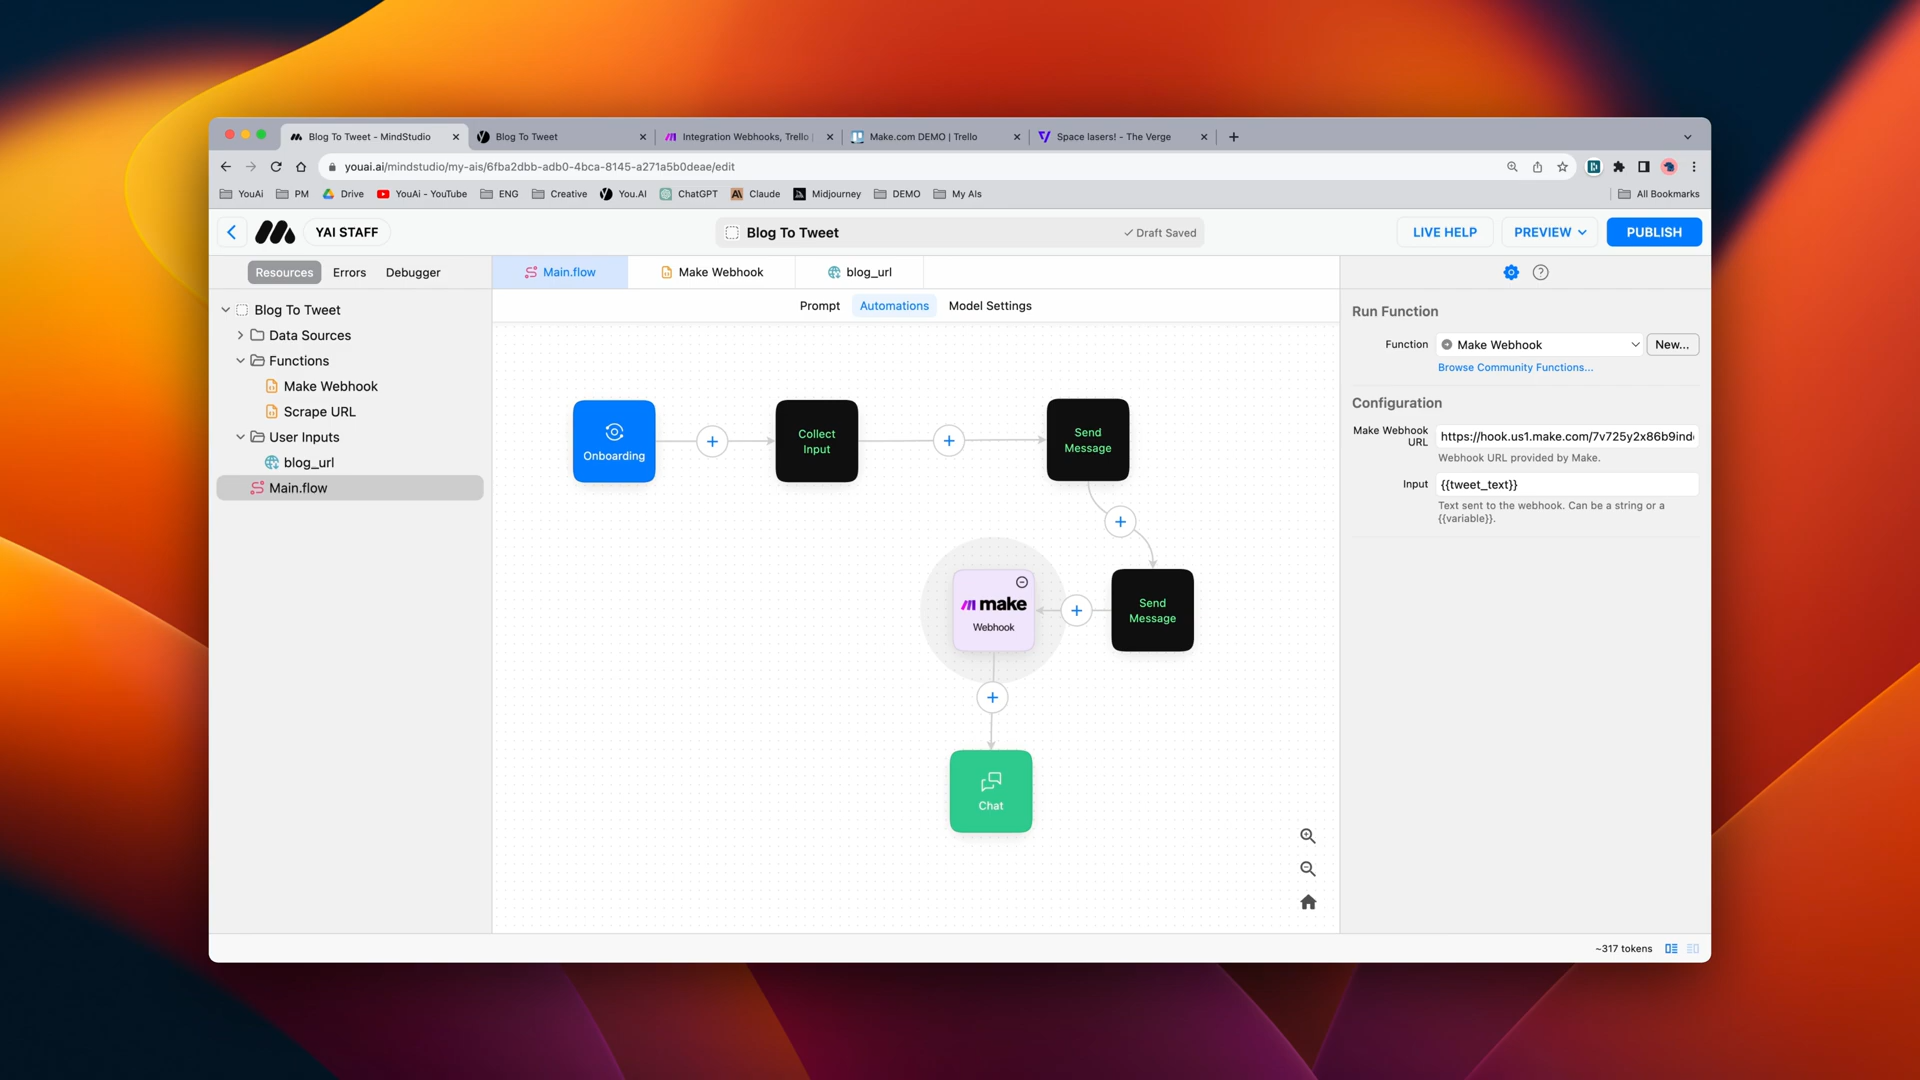 Blog To Tweet - MindStudio
Blog To Tweet
Integration Webhooks, Trello
Make.com DEMO | Trello
Space lasers! - The Verge
youai.ai/mindstudio/my-ais/6fba2dbb-adb0-4bca-8145-a271a5b0deae/edit
YouAi
PM
Drive
YouAi - YouTube
ENG
Creative
You.AI
ChatGPT
Claude
Midjourney
DEMO
My AIs
All Bookmarks
YAI STAFF
Blog To Tweet
Draft Saved
LIVE HELP
PREVIEW
PUBLISH
Resources
Errors
Debugger
Main.flow
Make Webhook
blog_url
Prompt
Automations
Model Settings
Blog To Tweet
Data Sources
Functions
Make Webhook
Scrape URL
User Inputs
blog_url
Main.flow
Onboarding
Collect
Input
Send
Message
Send
Message
make
Webhook
Chat
Run Function
Function
Make Webhook
New...
Browse Community Functions...
Configuration
Make Webhook
URL
https://hook.us1.make.com/7v725y2x86b9ind
Webhook URL provided by Make.
Input
{{tweet_text}}
Text sent to the webhook. Can be a string or a
{{variable}}.
~317 tokens